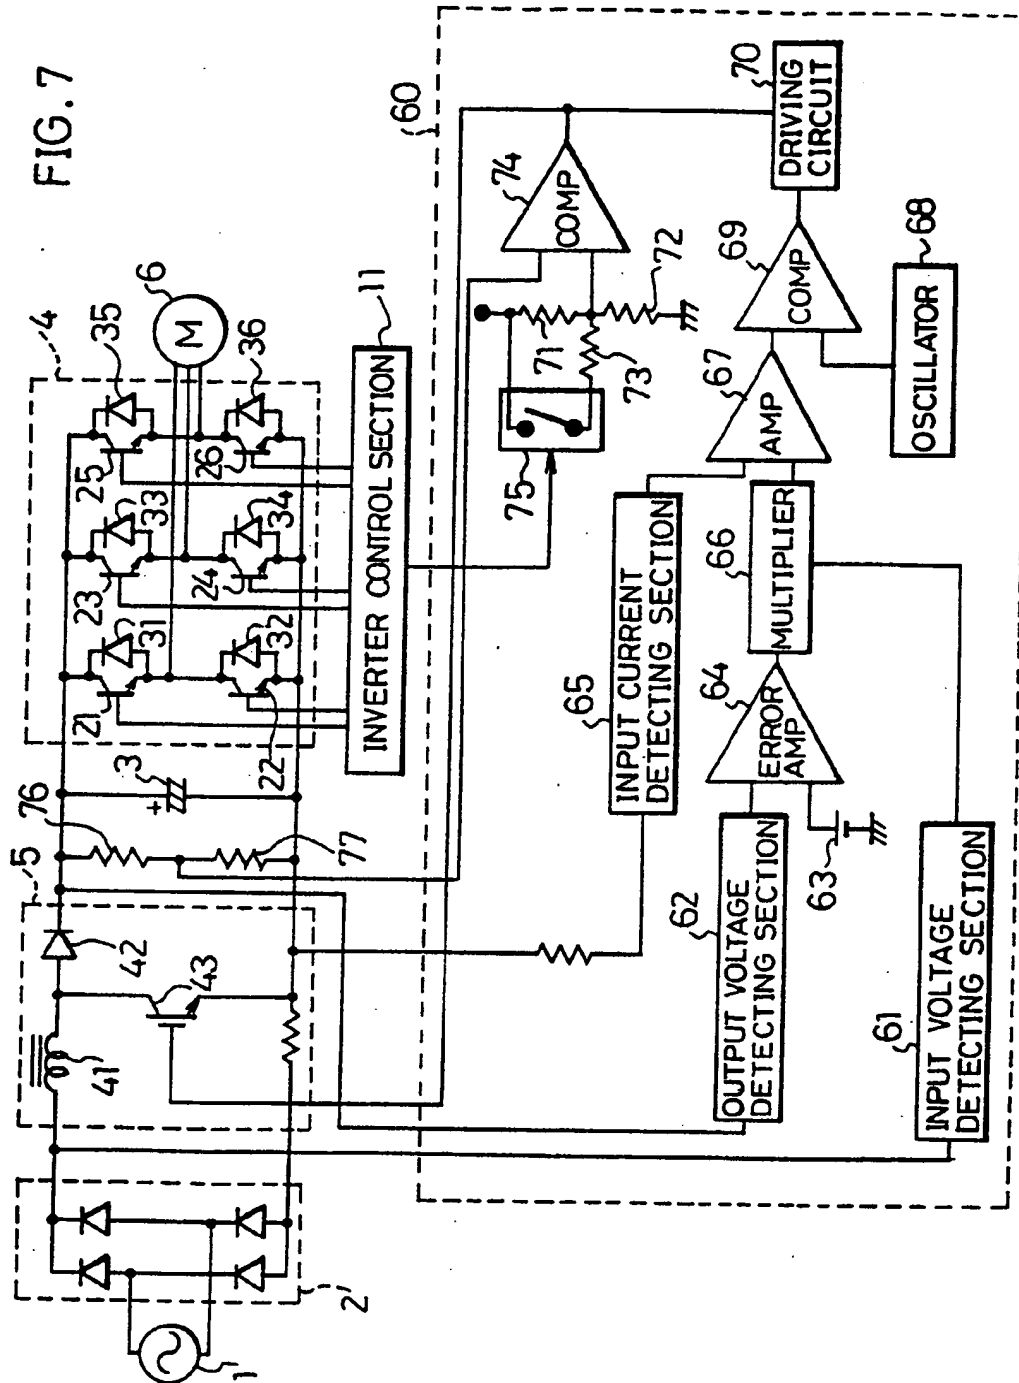 FIG. 7
1
2'
5
41
42
43
76
77
3
+
4
21
31
22
32
23
33
24
34
25
35
26
36
6
M
INVERTER CONTROL SECTION
11
60
75
71
73
72
74
COMP
65
INPUT CURRENT
DETECTING SECTION
62
OUTPUT VOLTAGE
DETECTING SECTION
63
64
ERROR
AMP
61
INPUT VOLTAGE
DETECTING SECTION
66
MULTIPLIER
67
AMP
69
COMP
OSCILLATOR
68
70
DRIVING
CIRCUIT